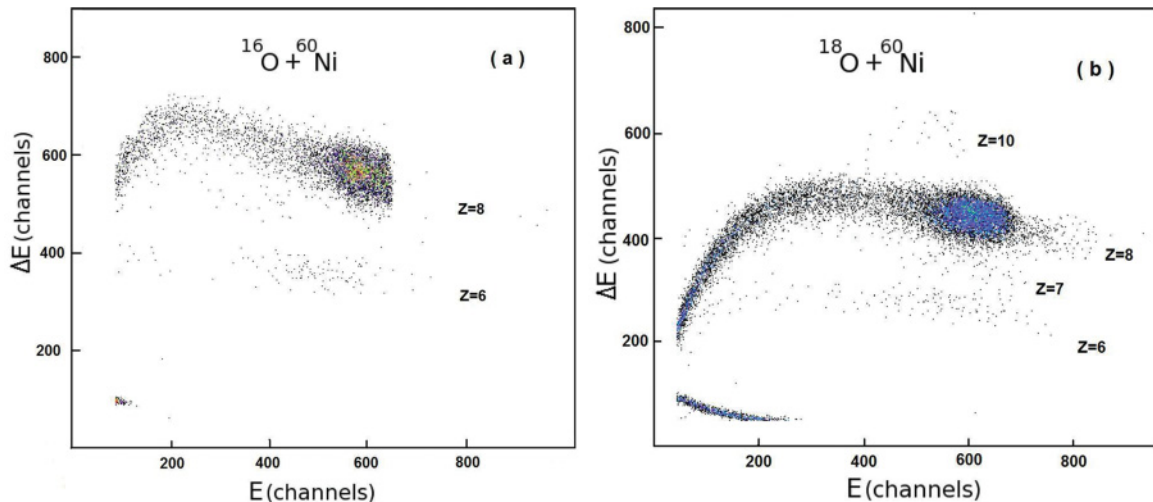 16O + 60Ni
( a )
800
600
400
200
ΔE (channels)
Z=8
Z=6
200 400 600 800
E (channels)
18O + 60Ni
( b )
800
600
400
200
ΔE (channels)
Z=10
Z=8
Z=7
Z=6
200 400 600 800
E (channels)